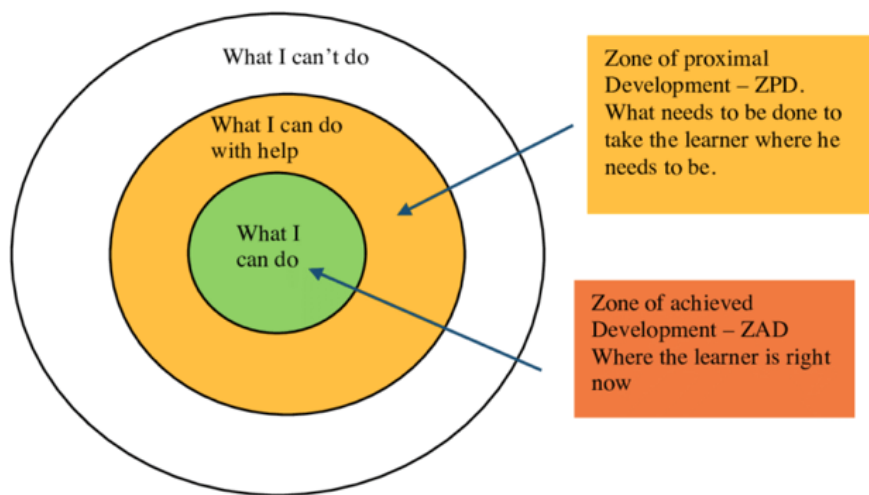 What I can't do
What I can do
with help
What I
can do
Zone of proximal
Development – ZPD.
What needs to be done to
take the learner where he
needs to be.
Zone of achieved
Development – ZAD
Where the learner is right
now